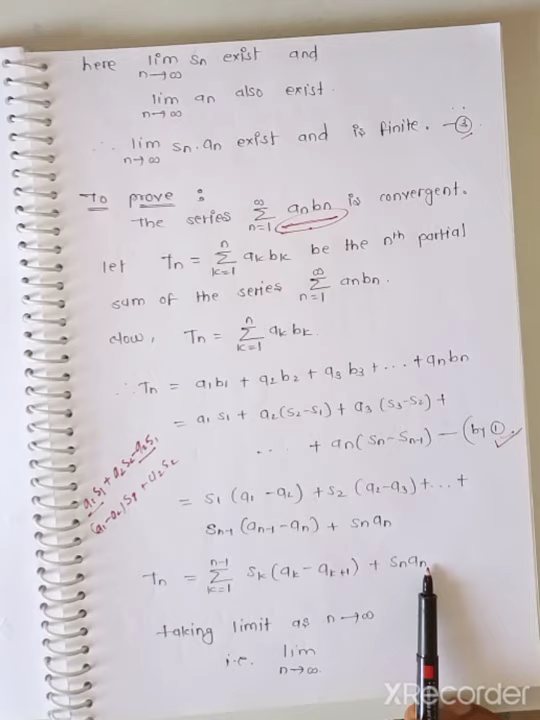 here lim n→∞ Sn exist and
lim n→∞ an also exist.
∴ lim n→∞ Sn.an exist and is finite. —③
To prove :
The series ∞ Σ n=1 anbn is convergent.
let Tn = n Σ k=1 akbk be the nth partial
sum of the series ∞ Σ n=1 anbn.
Now, Tn = n Σ k=1 akbk.
∴ Tn = a1b1 + a2b2 + a3b3 + ... + anbn
= a1s1 + a2(s2-s1) + a3(s3-s2) +
.... + an(Sn-Sn-1) — (by ①)
a1s1 + a2s2 - a2s1
(a1-a2)s1 + a2s2
= S1(a1-a2) + S2(a2-a3) + ... +
Sn-1(an-1-an) + Snan
Tn = n-1 Σ k=1 Sk(ak-ak+1) + Snan
taking limit as n→∞
i.e. lim n→∞
XRecorder